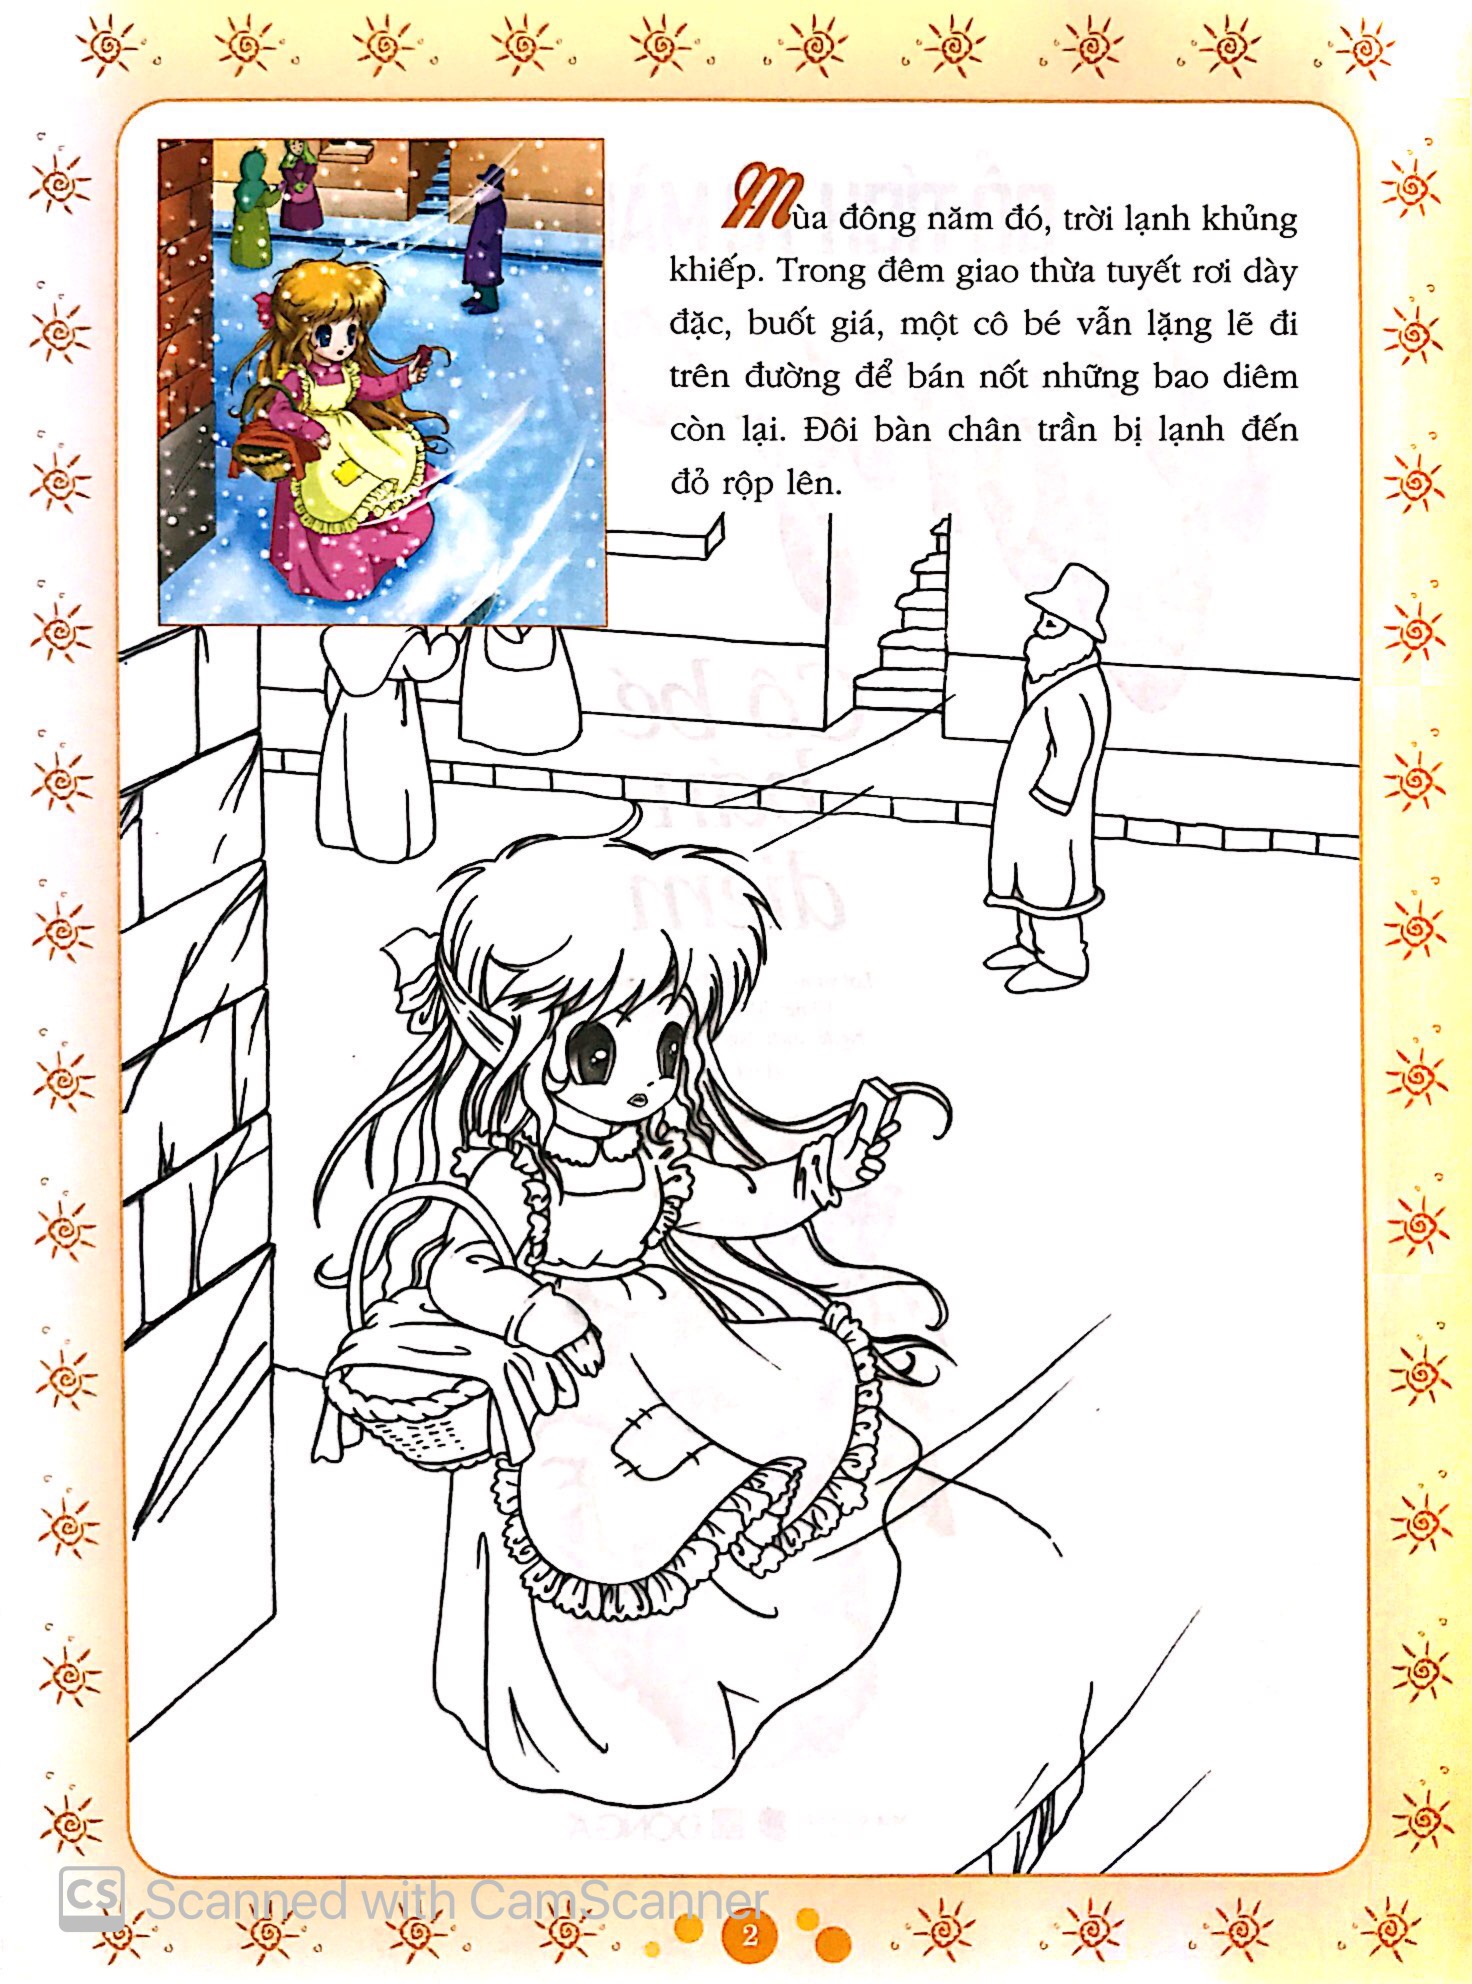 Mùa đông năm đó, trời lạnh khủng
khiếp. Trong đêm giao thừa tuyết rơi dày
đặc, buốt giá, một cô bé vẫn lặng lẽ đi
trên đường để bán nốt những bao diêm
còn lại. Đôi bàn chân trần bị lạnh đến
đỏ rộp lên.
CS Scanned with CamScanner
2